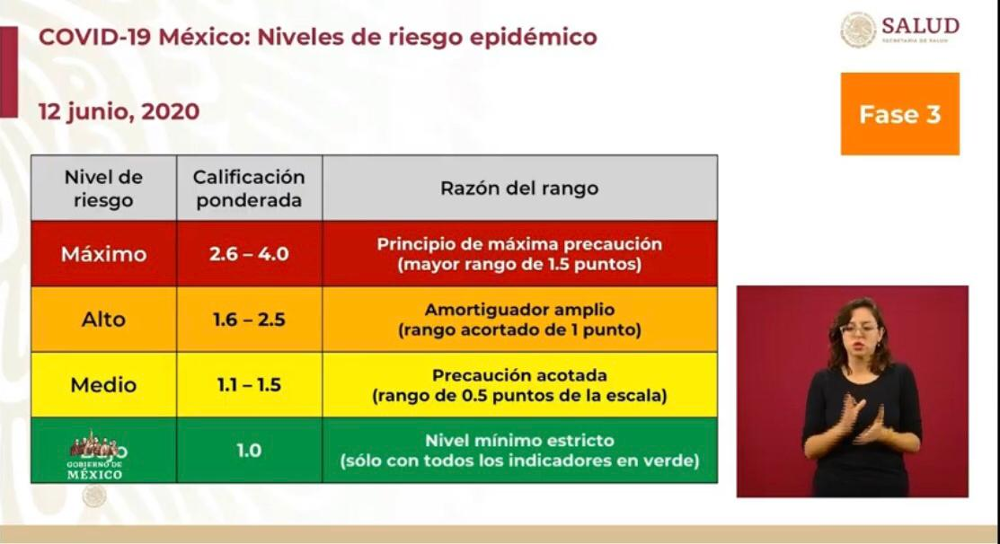 COVID-19 México: Niveles de riesgo epidémico
SALUD
SECRETARÍA DE SALUD
12 junio, 2020
Fase 3
Nivel de
riesgo
Calificación
ponderada
Razón del rango
Máximo
2.6 – 4.0
Principio de máxima precaución
(mayor rango de 1.5 puntos)
Alto
1.6 – 2.5
Amortiguador amplio
(rango acortado de 1 punto)
Medio
1.1 – 1.5
Precaución acotada
(rango de 0.5 puntos de la escala)
1.0
Nivel mínimo estricto
(sólo con todos los indicadores en verde)
GOBIERNO DE
MÉXICO